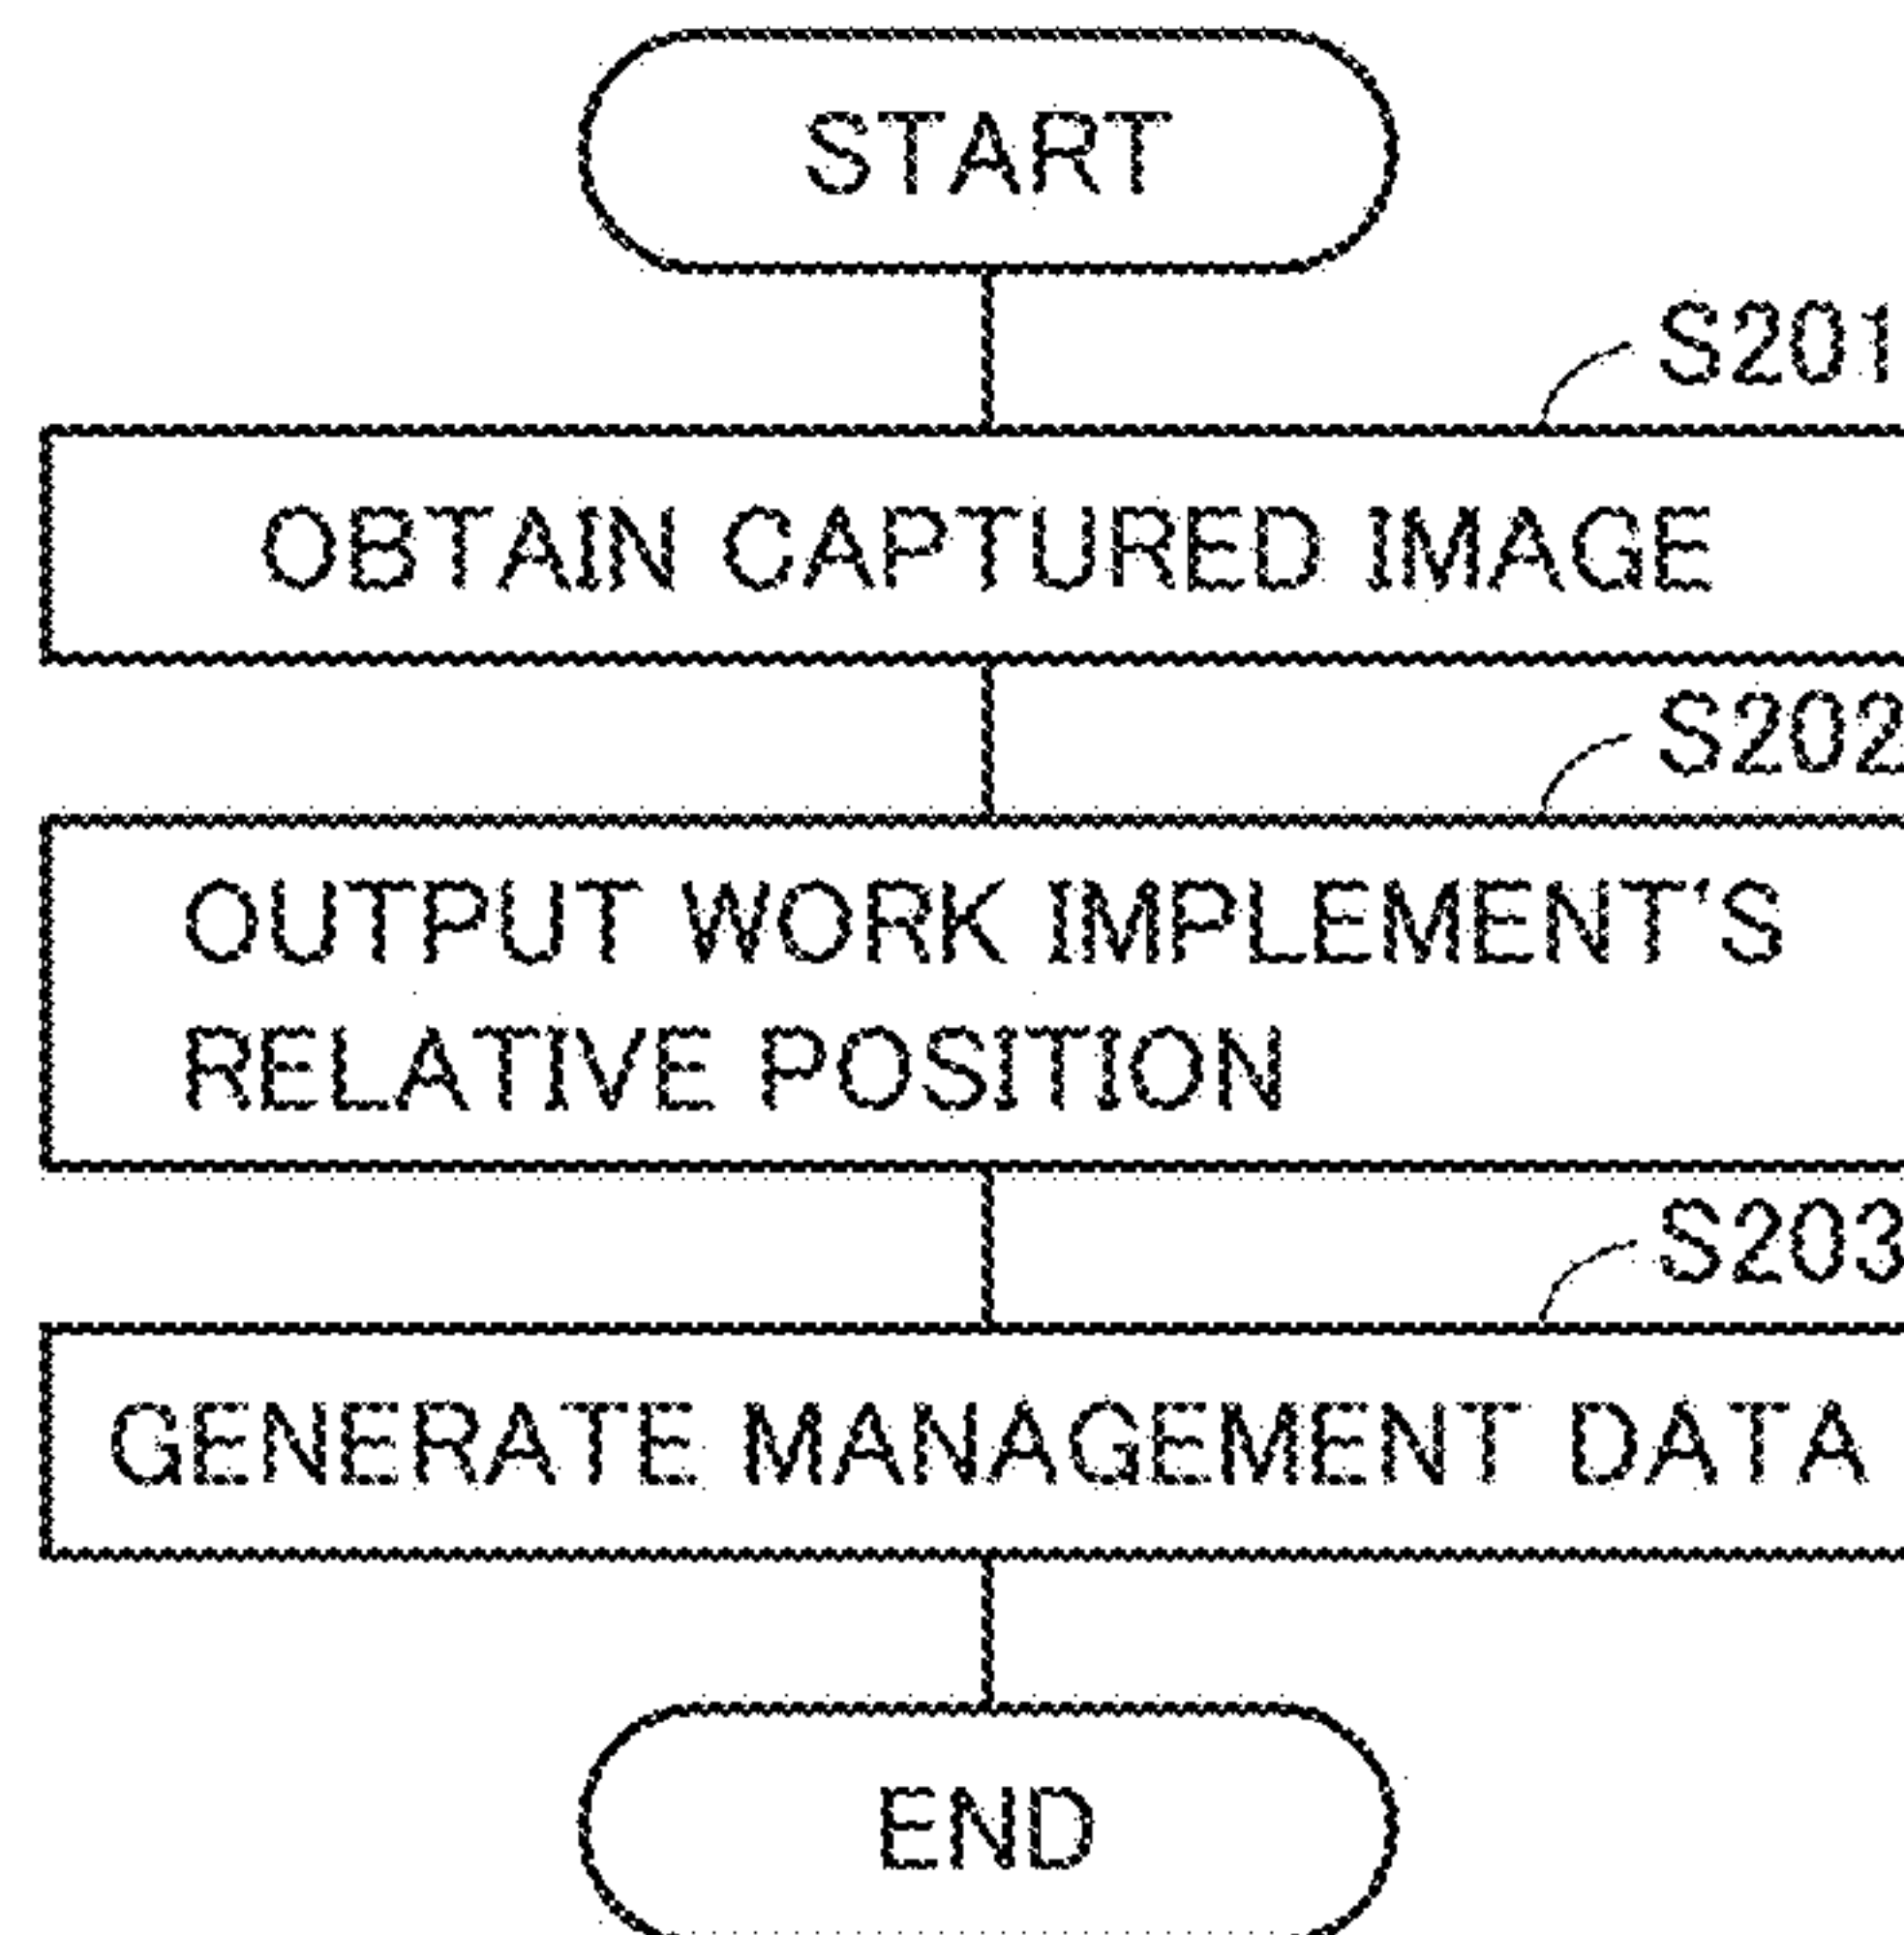 START
S201
OBTAIN CAPTURED IMAGE
S202
OUTPUT WORK IMPLEMENT'S
RELATIVE POSITION
S203
GENERATE MANAGEMENT DATA
END